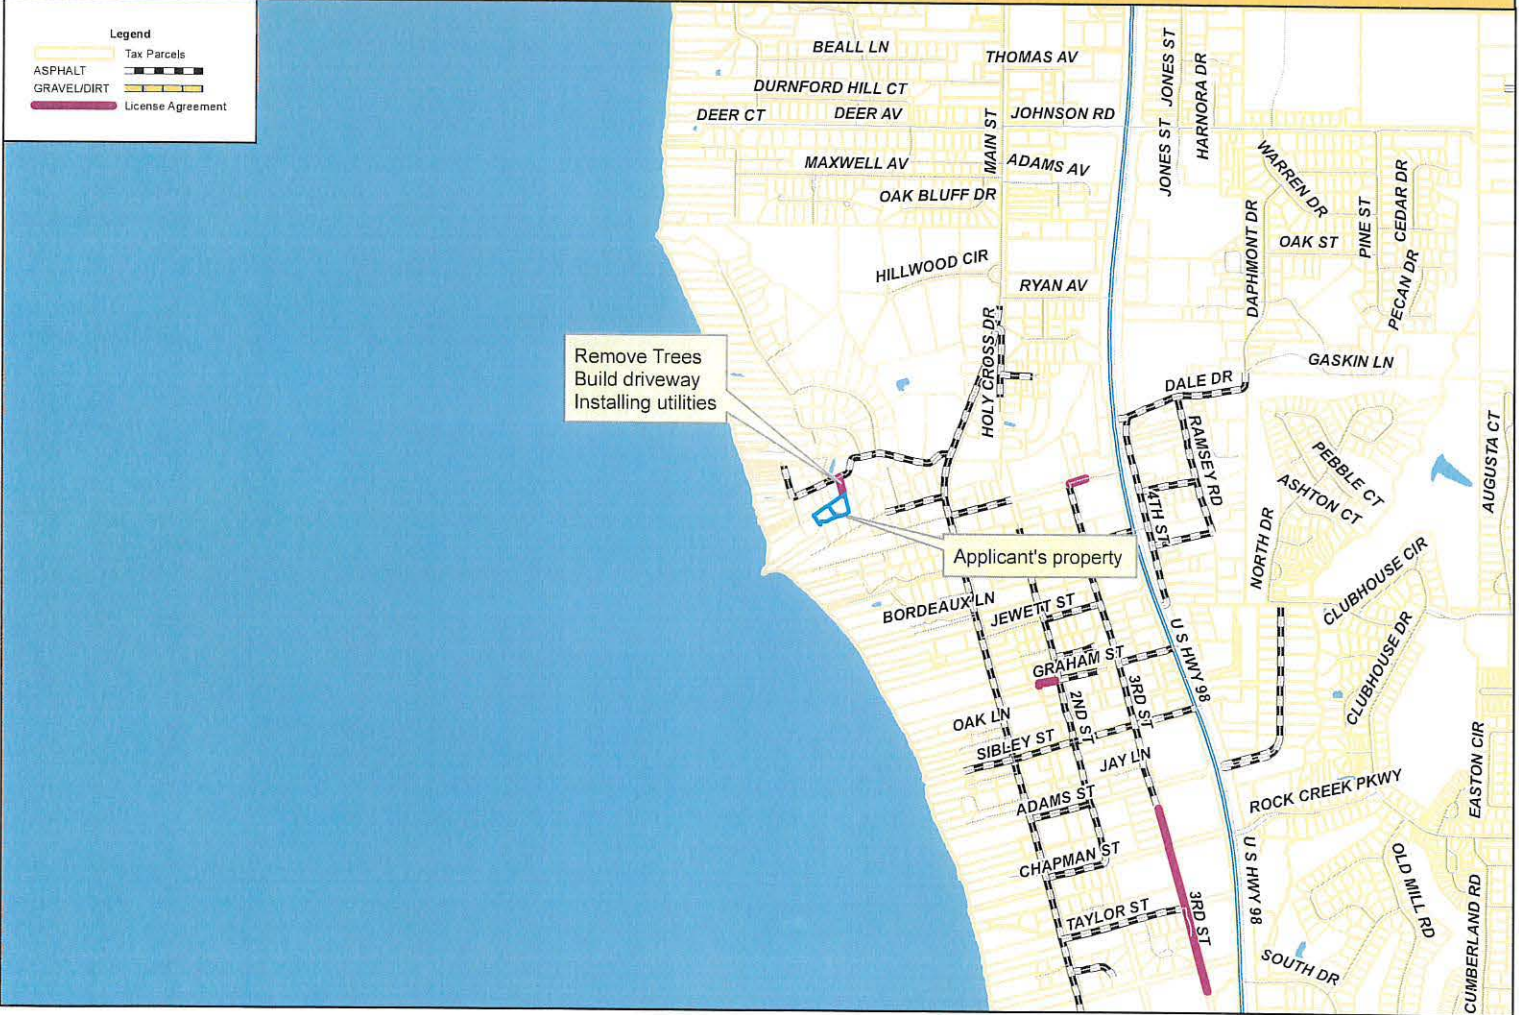 Legend
Tax Parcels
ASPHALT
GRAVEL/DIRT
License Agreement
BEALL LN
THOMAS AV
JONES ST
JONES ST
HARNORA DR
DURNFORD HILL CT
DEER CT
DEER AV
MAIN ST
JOHNSON RD
MAXWELL AV
ADAMS AV
OAK BLUFF DR
WARREN DR
DAPHMONT DR
OAK ST
PINE ST
CEDAR DR
PECAN DR
HILLWOOD CIR
RYAN AV
HOLY CROSS DR
GASKIN LN
DALE DR
Remove Trees
Build driveway
Installing utilities
RAMSEY RD
PEBBLE CT
ASHTON CT
AUGUSTA CT
4TH ST
NORTH DR
Applicant's property
CLUBHOUSE CIR
BORDEAUX LN
JEWETT ST
U S HWY 98
CLUBHOUSE DR
GRAHAM ST
3RD ST
2ND ST
OAK LN
SIBLEY ST
JAY LN
EASTON CIR
ROCK CREEK PKWY
ADAMS ST
CHAPMAN ST
U S HWY 98
OLD MILL RD
TAYLOR ST
3RD ST
CUMBERLAND RD
SOUTH DR